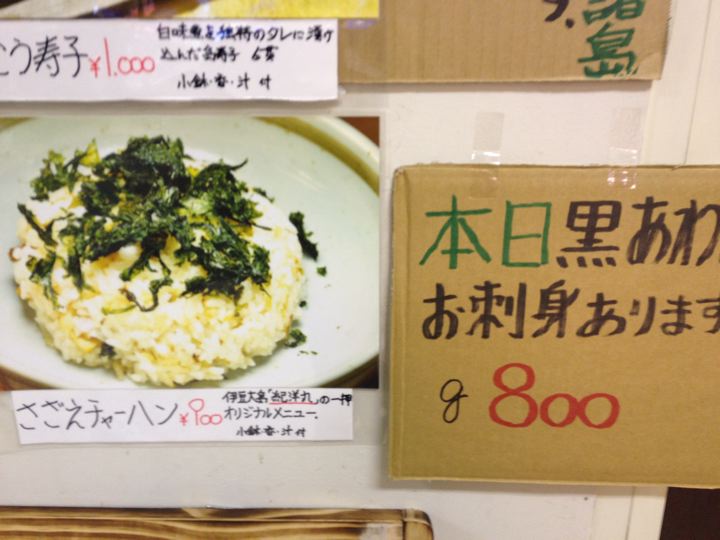 こう寿子 ¥1.000
白味魚を独特のタレに漬け
込んだ島寿子 6貫
小鉢・香・汁 付
諸島
さざえチャーハン ¥900
伊豆大島「紀洋丸」の一押
オリジナルメニュー。
小鉢・香・汁付
本日黒あわ
お刺身あります
g 800